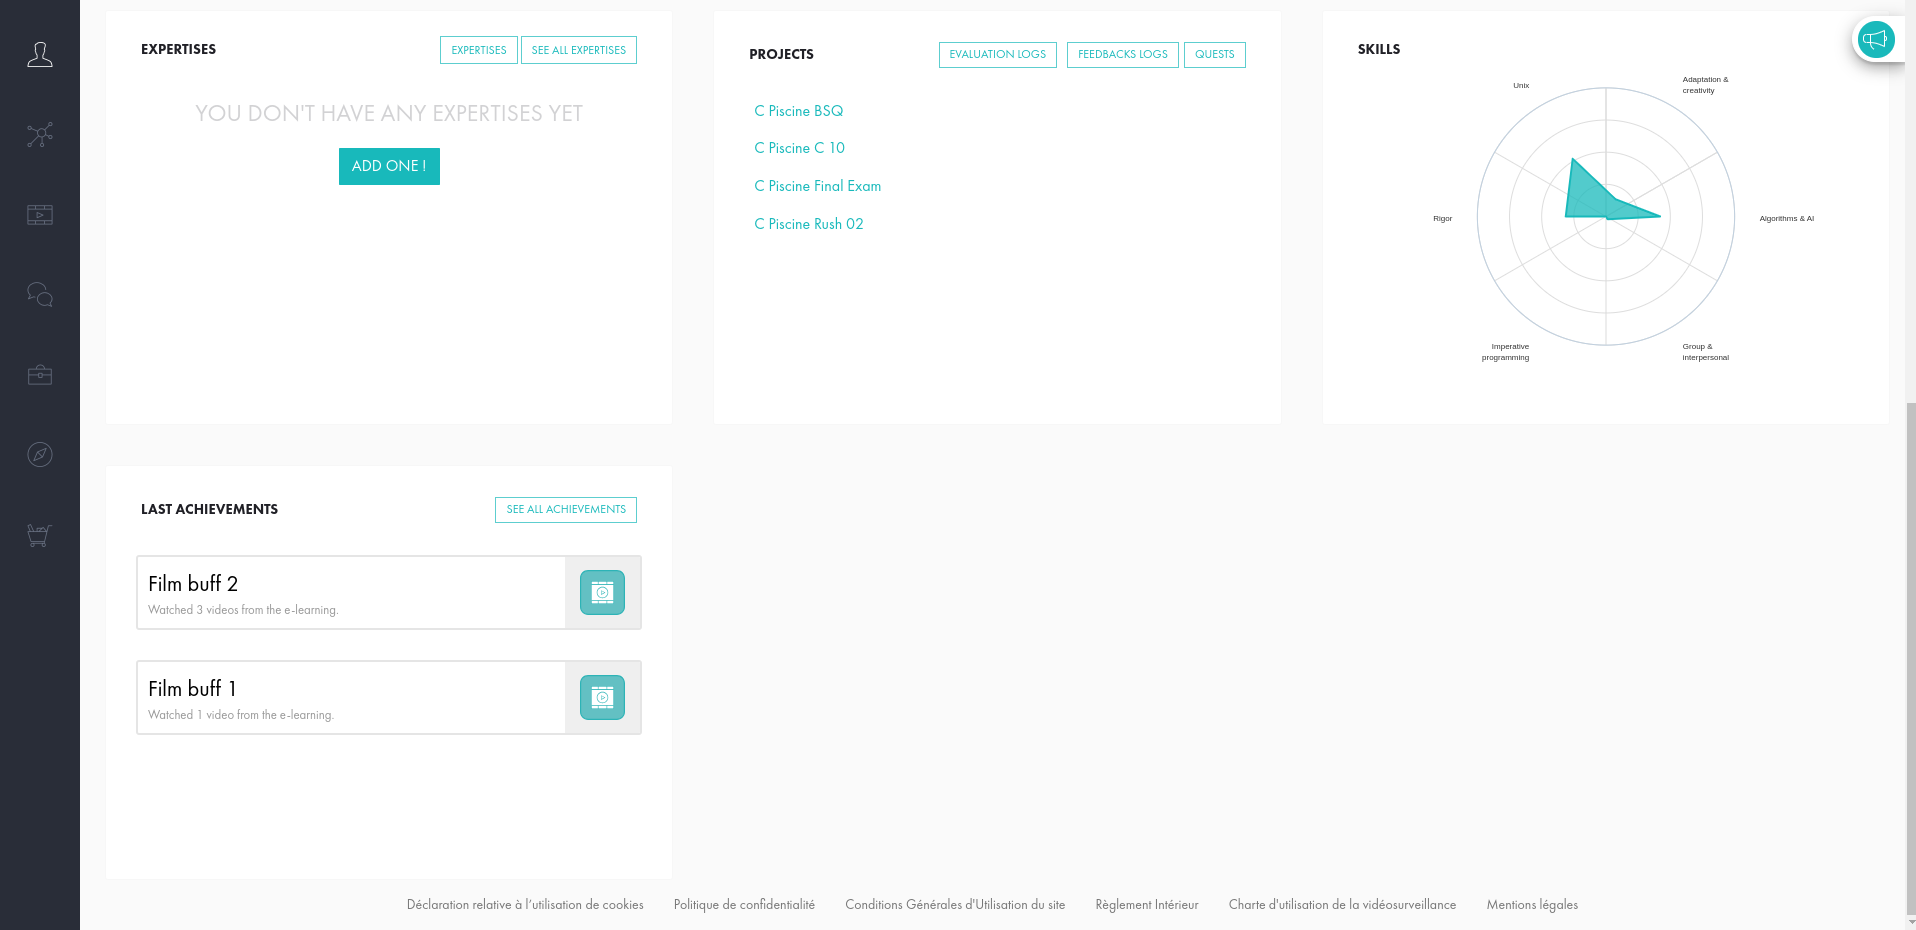 EXPERTISES
EXPERTISES
SEE ALL EXPERTISES
YOU DON'T HAVE ANY EXPERTISES YET
ADD ONE !
PROJECTS
EVALUATION LOGS
FEEDBACKS LOGS
QUESTS
C Piscine BSQ
C Piscine C 10
C Piscine Final Exam
C Piscine Rush 02
SKILLS
Unix
Adaptation &
creativity
Rigor
Algorithms & AI
Imperative
programming
Group &
interpersonal
LAST ACHIEVEMENTS
SEE ALL ACHIEVEMENTS
Film buff 2
Watched 3 videos from the e-learning.
Film buff 1
Watched 1 video from the e-learning.
Déclaration relative à l'utilisation de cookies
Politique de confidentialité
Conditions Générales d'Utilisation du site
Règlement Intérieur
Charte d'utilisation de la vidéosurveillance
Mentions légales